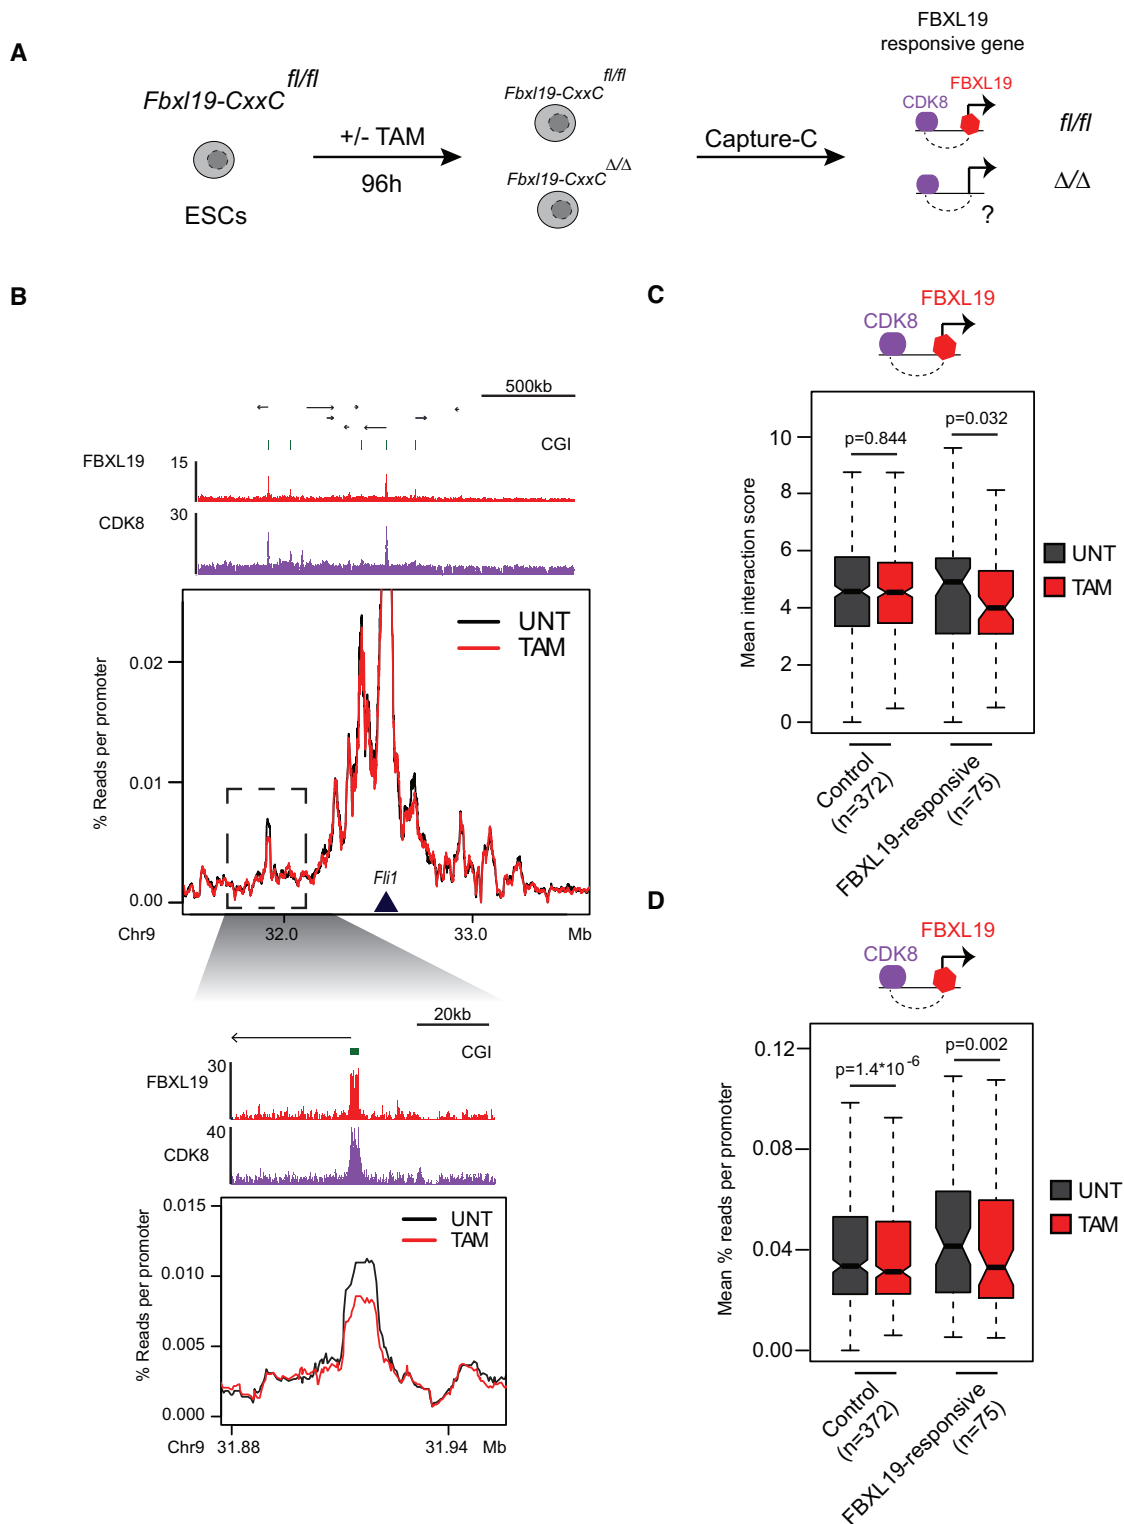 A
Fbxl19-CxxC fl/fl
ESCs
+/- TAM
96h
Fbxl19-CxxC fl/fl
Fbxl19-CxxC Δ/Δ
Capture-C
FBXL19
responsive gene
FBXL19
CDK8
fl/fl
Δ/Δ
?
B
500kb
CGI
FBXL19
15
CDK8
30
UNT
TAM
% Reads per promoter
0.02
0.01
0.00
Fli1
Chr9
32.0
33.0
Mb
20kb
CGI
FBXL19
30
CDK8
40
UNT
TAM
% Reads per promoter
0.015
0.010
0.005
0.000
Chr9
31.88
31.94
Mb
C
FBXL19
CDK8
Mean interaction score
10
8
6
4
2
0
p=0.844
p=0.032
UNT
TAM
Control
(n=372)
FBXL19-responsive
(n=75)
D
FBXL19
CDK8
Mean % reads per promoter
0.12
0.08
0.04
0.00
p=1.4*10 -6
p=0.002
UNT
TAM
Control
(n=372)
FBXL19-responsive
(n=75)